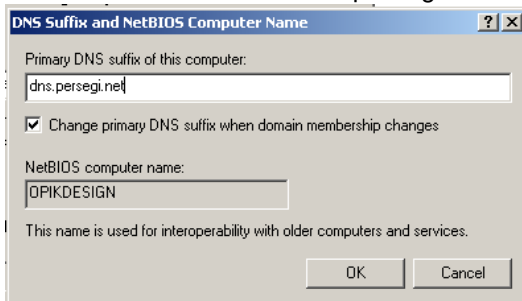 DNS Suffix and NetBIOS Computer Name
Primary DNS suffix of this computer:
dns.persegi.net
Change primary DNS suffix when domain membership changes
NetBIOS computer name:
OPIKDESIGN
This name is used for interoperability with older computers and services.
OK Cancel